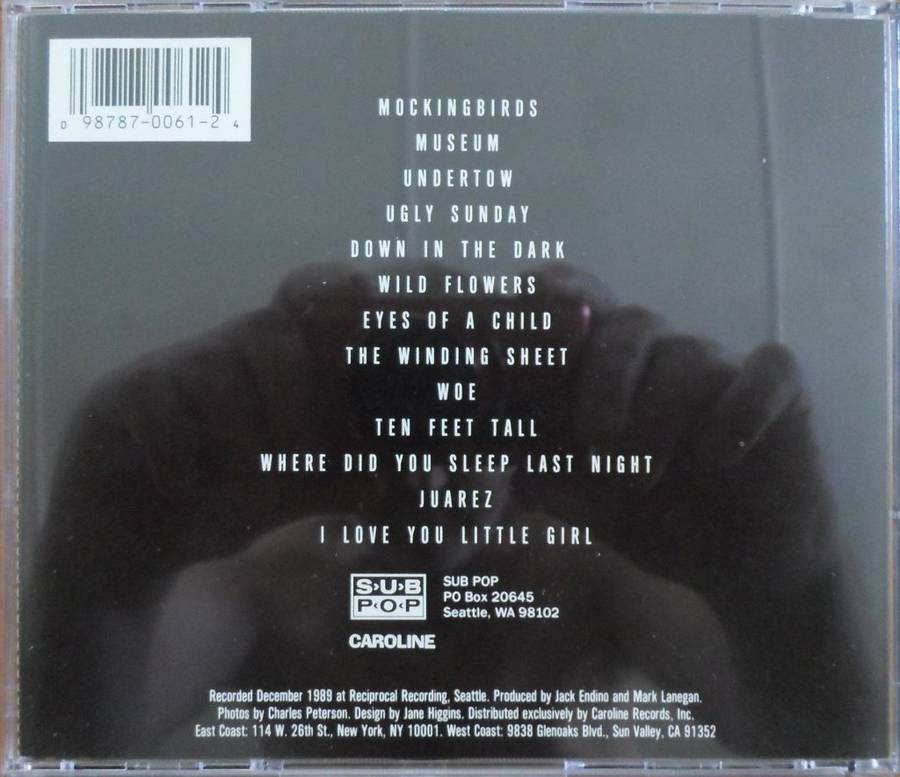 0 98787-0061-2 4
MOCKINGBIRDS
MUSEUM
UNDERTOW
UGLY SUNDAY
DOWN IN THE DARK
WILD FLOWERS
EYES OF A CHILD
THE WINDING SHEET
WOE
TEN FEET TALL
WHERE DID YOU SLEEP LAST NIGHT
JUAREZ
I LOVE YOU LITTLE GIRL
S›U›B
P‹O‹P
SUB POP
PO Box 20645
Seattle, WA 98102
CAROLINE
Recorded December 1989 at Reciprocal Recording, Seattle. Produced by Jack Endino and Mark Lanegan.
Photos by Charles Peterson. Design by Jane Higgins. Distributed exclusively by Caroline Records, Inc.
East Coast: 114 W. 26th St., New York, NY 10001. West Coast: 9838 Glenoaks Blvd., Sun Valley, CA 91352